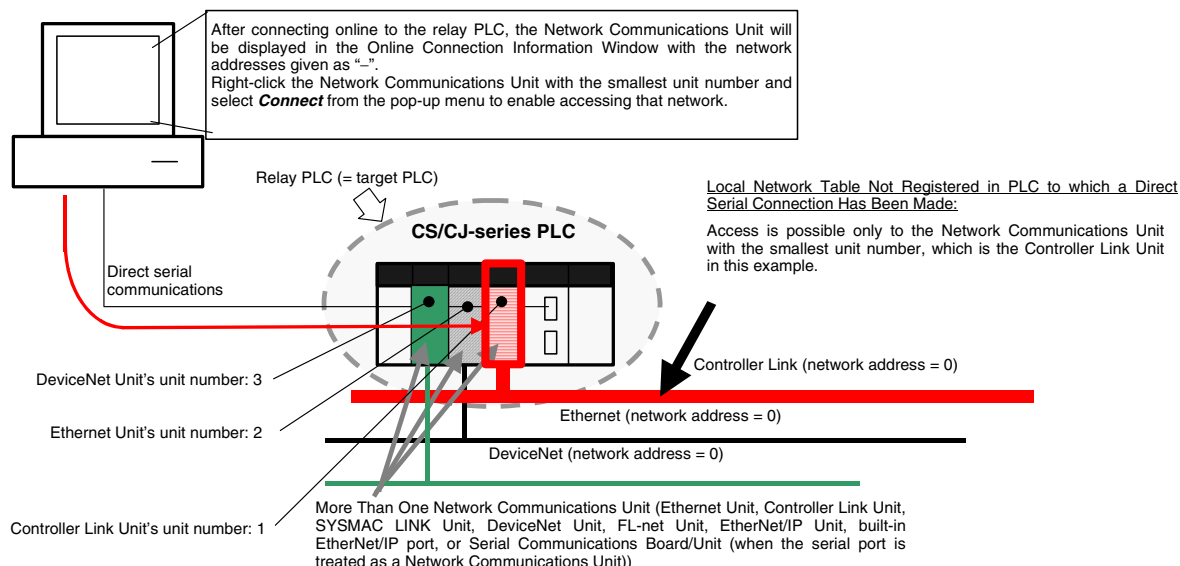 After connecting online to the relay PLC, the Network Communications Unit will
be displayed in the Online Connection Information Window with the network
addresses given as “–”.
Right-click the Network Communications Unit with the smallest unit number and
select Connect from the pop-up menu to enable accessing that network.
Relay PLC (= target PLC)
Local Network Table Not Registered in PLC to which a Direct
Serial Connection Has Been Made:
Access is possible only to the Network Communications Unit
with the smallest unit number, which is the Controller Link Unit
in this example.
CS/CJ-series PLC
Direct serial
communications
Controller Link (network address = 0)
DeviceNet Unit's unit number: 3
Ethernet (network address = 0)
Ethernet Unit's unit number: 2
DeviceNet (network address = 0)
Controller Link Unit's unit number: 1
More Than One Network Communications Unit (Ethernet Unit, Controller Link Unit,
SYSMAC LINK Unit, DeviceNet Unit, FL-net Unit, EtherNet/IP Unit, built-in
EtherNet/IP port, or Serial Communications Board/Unit (when the serial port is
treated as a Network Communications Unit))